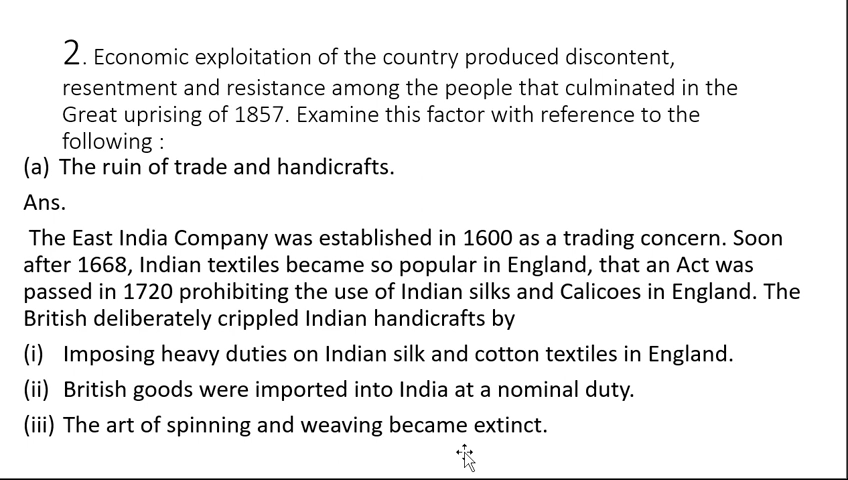 2. Economic exploitation of the country produced discontent,
resentment and resistance among the people that culminated in the
Great uprising of 1857. Examine this factor with reference to the
following :
(a) The ruin of trade and handicrafts.
Ans.
The East India Company was established in 1600 as a trading concern. Soon
after 1668, Indian textiles became so popular in England, that an Act was
passed in 1720 prohibiting the use of Indian silks and Calicoes in England. The
British deliberately crippled Indian handicrafts by
(i) Imposing heavy duties on Indian silk and cotton textiles in England.
(ii) British goods were imported into India at a nominal duty.
(iii) The art of spinning and weaving became extinct.